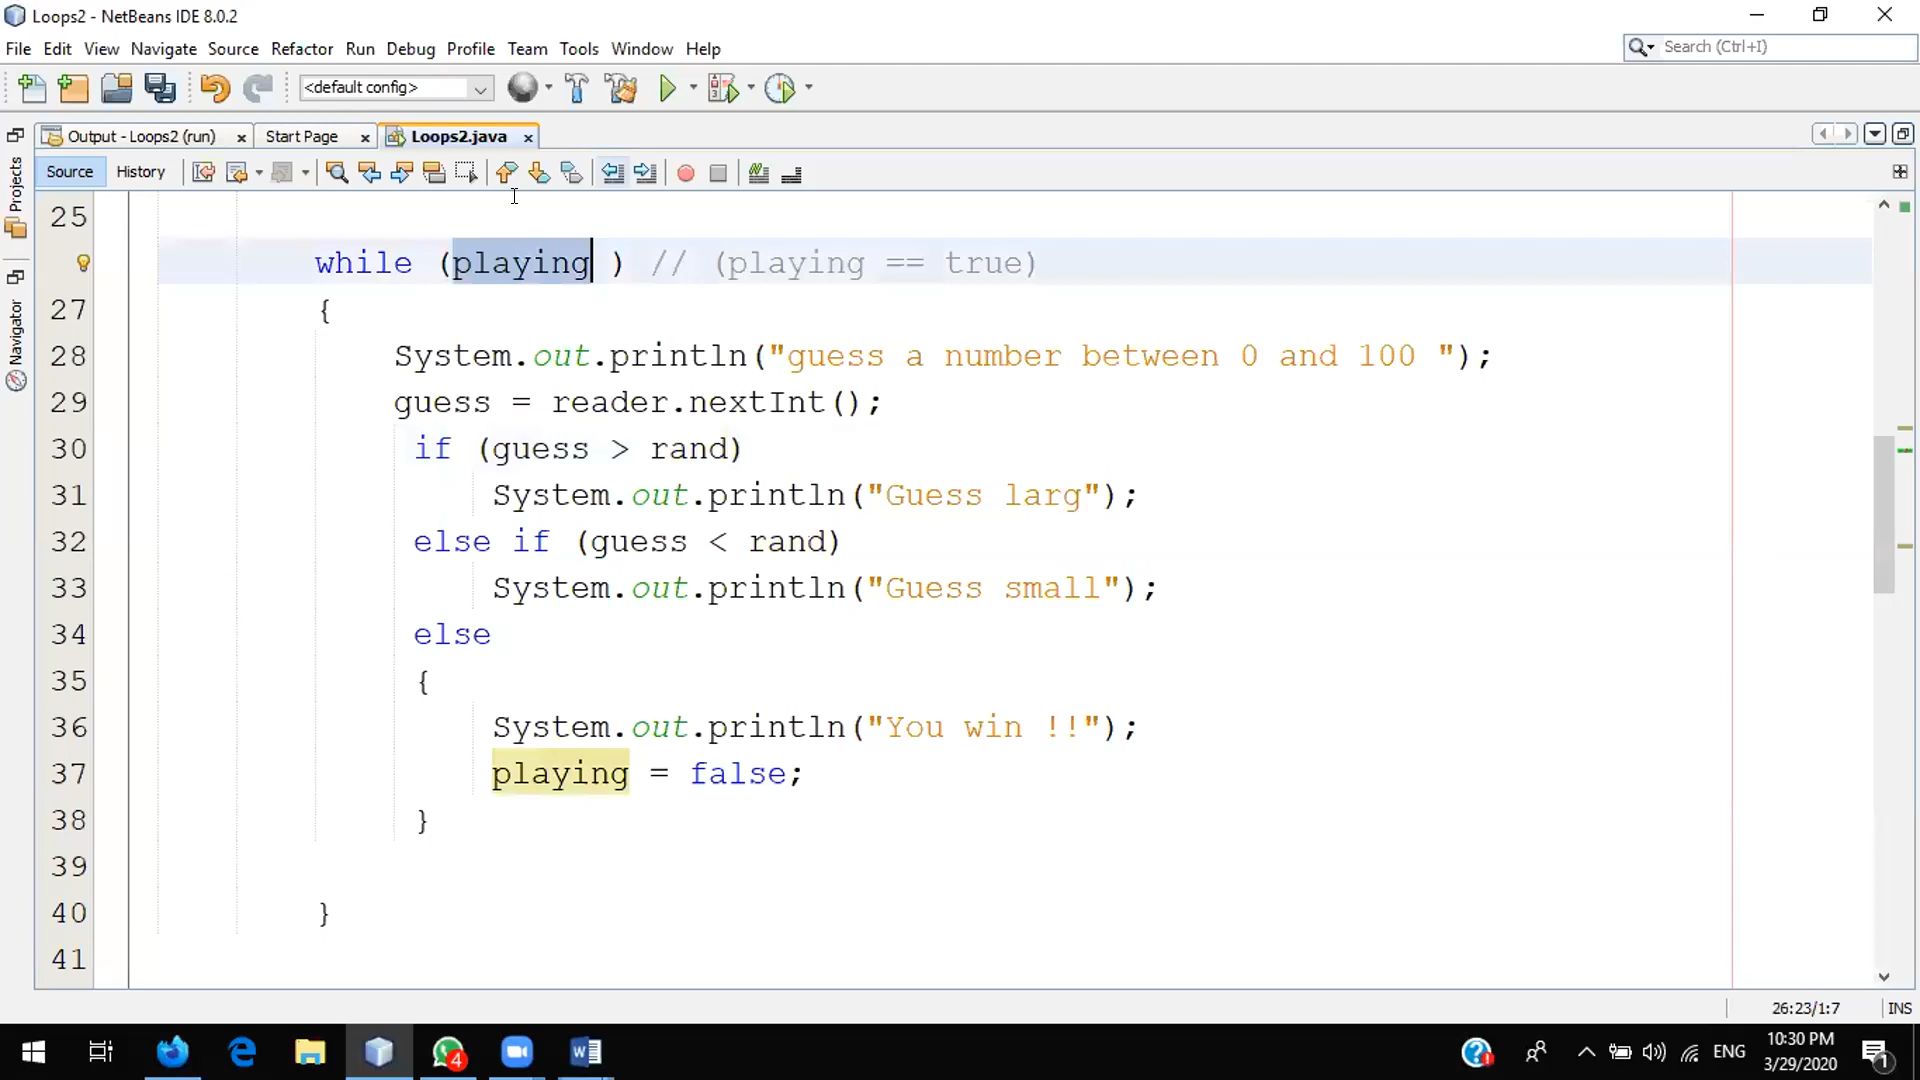 Loops2 - NetBeans IDE 8.0.2
File Edit View Navigate Source Refactor Run Debug Profile Team Tools Window Help
Search (Ctrl+I)
<default config>
Output - Loops2 (run) Start Page Loops2.java
Source History
Projects
Navigator
25
while (playing ) // (playing == true)
27 {
28 System.out.println("guess a number between 0 and 100 ");
29 guess = reader.nextInt();
30 if (guess > rand)
31 System.out.println("Guess larg");
32 else if (guess < rand)
33 System.out.println("Guess small");
34 else
35 {
36 System.out.println("You win !!");
37 playing = false;
38 }
39
40 }
41
26:23/1:7 INS
4
ENG
10:30 PM
3/29/2020
1